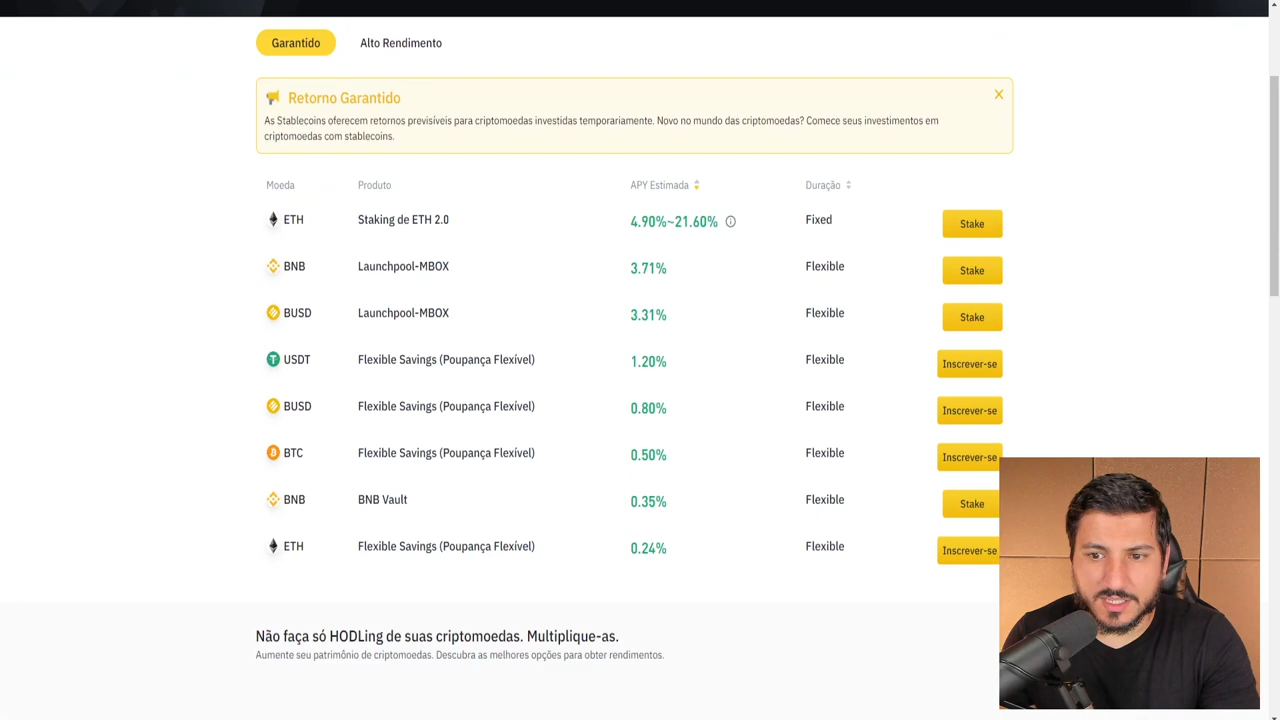 Garantido
Alto Rendimento
Retorno Garantido
As Stablecoins oferecem retornos previsíveis para criptomoedas investidas temporariamente. Novo no mundo das criptomoedas? Comece seus investimentos em
criptomoedas com stablecoins.
Moeda Produto APY Estimada Duração
ETH Staking de ETH 2.0 4.90%~21.60% Fixed Stake
BNB Launchpool-MBOX 3.71% Flexible Stake
BUSD Launchpool-MBOX 3.31% Flexible Stake
USDT Flexible Savings (Poupança Flexível) 1.20% Flexible Inscrever-se
BUSD Flexible Savings (Poupança Flexível) 0.80% Flexible Inscrever-se
BTC Flexible Savings (Poupança Flexível) 0.50% Flexible Inscrever-se
BNB BNB Vault 0.35% Flexible Stake
ETH Flexible Savings (Poupança Flexível) 0.24% Flexible Inscrever-se
Não faça só HODLing de suas criptomoedas. Multiplique-as.
Aumente seu patrimônio de criptomoedas. Descubra as melhores opções para obter rendimentos.